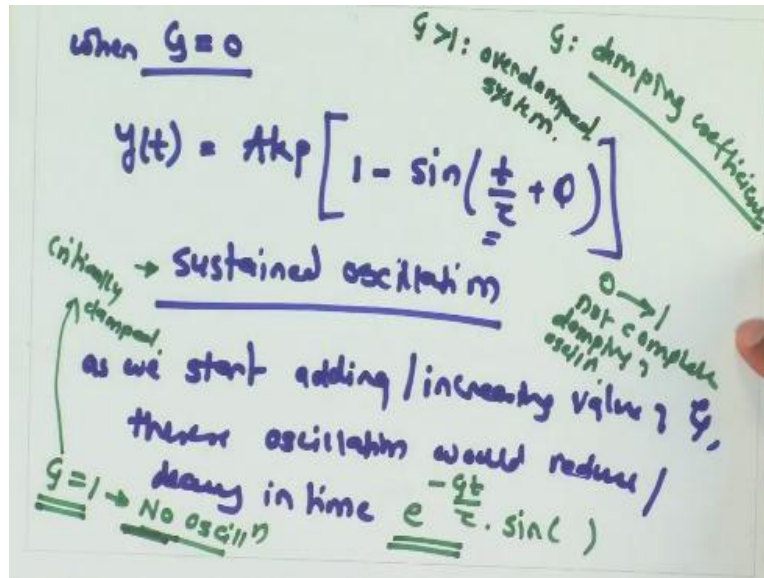 when ζ = 0
ζ >1: overdamped system.
ζ: damping coefficient
y(t) = Akp [ 1 - sin( t/τ + φ ) ]
→ sustained oscillation
critically damped
0 → 1
not complete
damping of
oscin
as we start adding / increasing value of ζ,
these oscillation would reduce /
decay in time e^(-ζt/τ) . sin( )
ζ = 1 → No oscilln